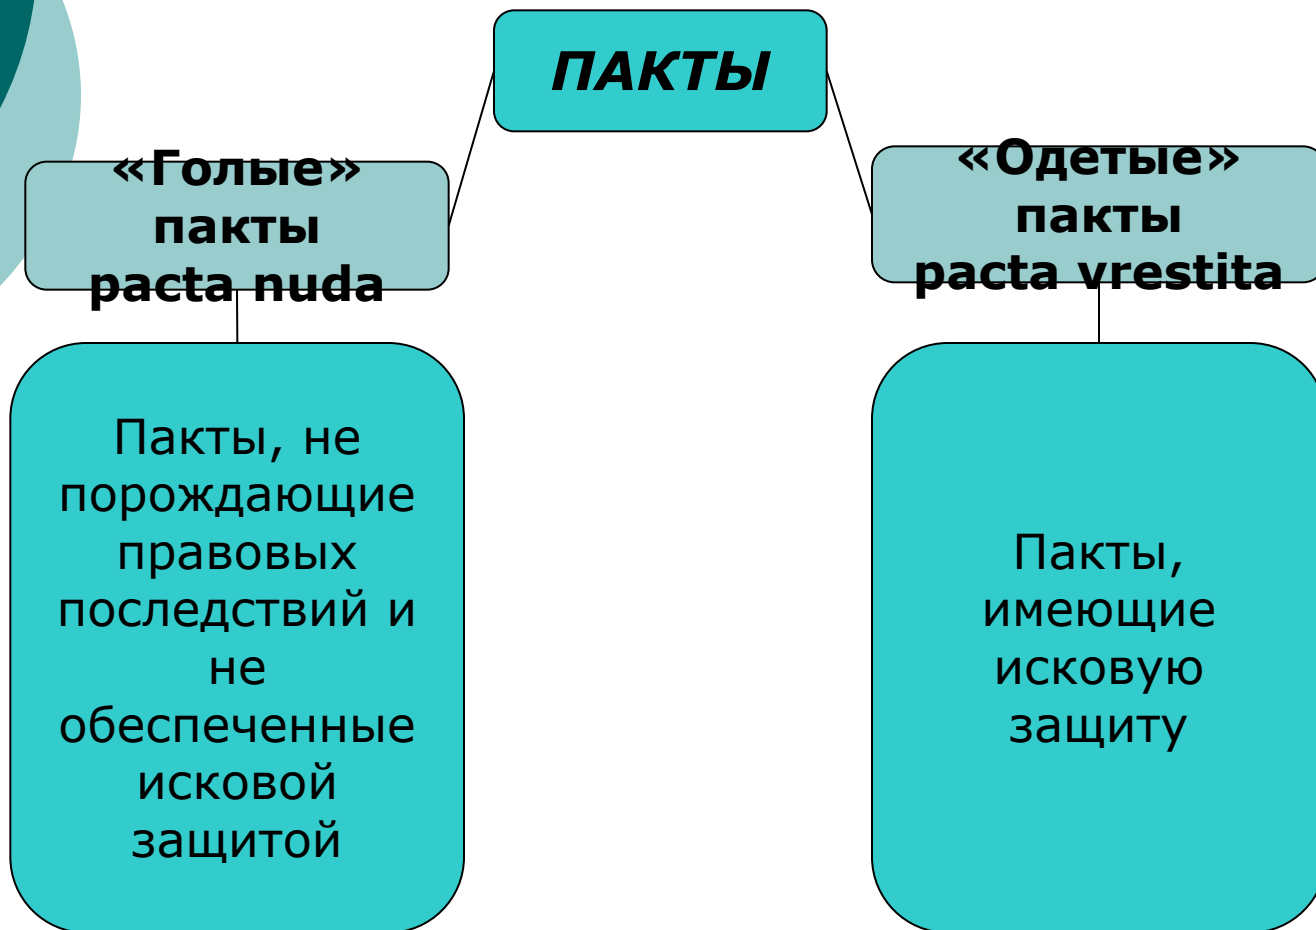 ПАКТЫ
«Голые»
пакты
pacta nuda
«Одетые»
пакты
pacta vrestita
Пакты, не
порождающие
правовых
последствий и
не
обеспеченные
исковой
защитой
Пакты,
имеющие
исковую
защиту